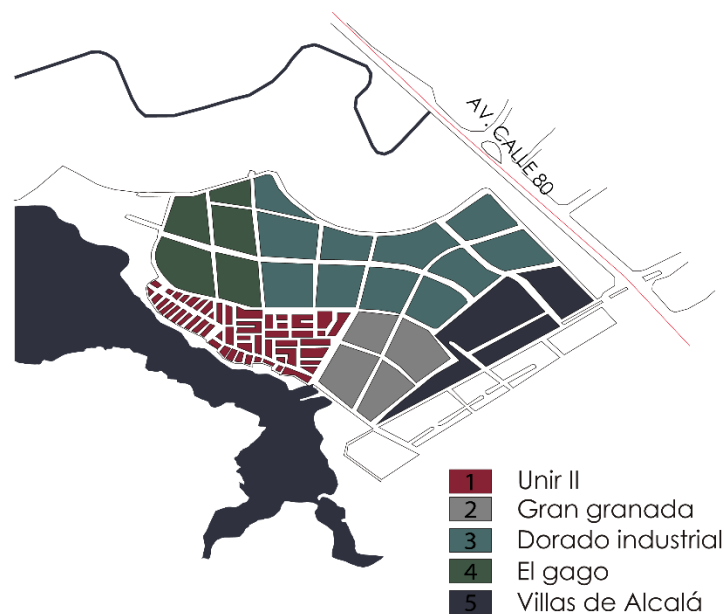 AV. CALLE 80
1 Unir II
2 Gran granada
3 Dorado industrial
4 El gago
5 Villas de Alcalá